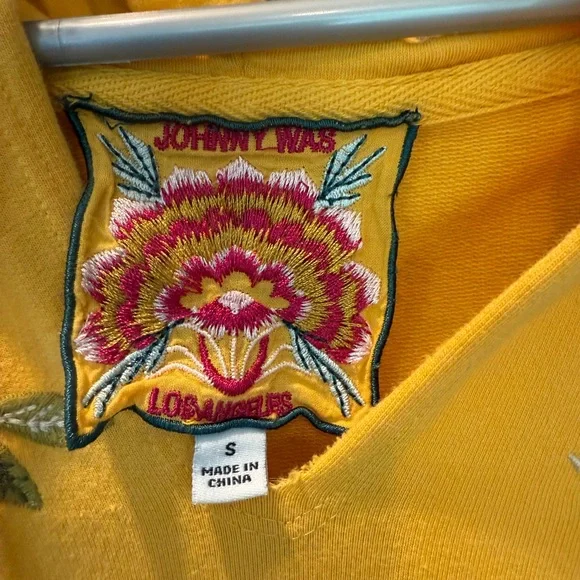 JOHNNY WAS
LOS ANGELES
S
MADE IN
CHINA